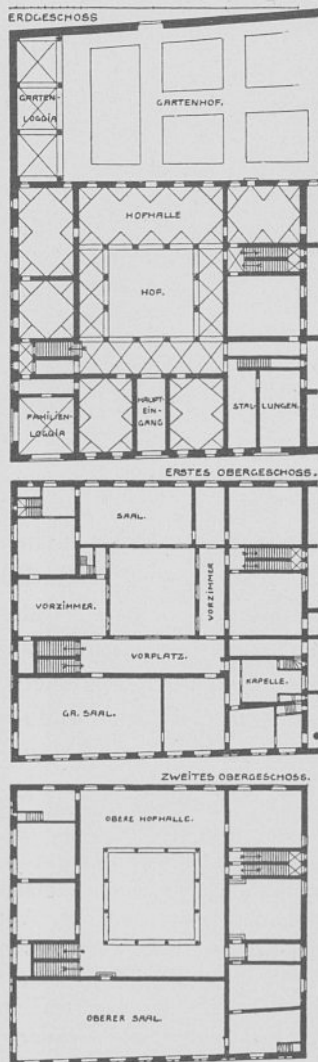 ERDGESCHOSS
GARTEN-
LOGGIA
GARTENHOF.
HOFHALLE
HOF.
HAUPT-
EIN-
GANG
STAL-LUNGEN.
FAMILIEN-
LOGGIA
ERSTES OBERGESCHOSS.
SAAL.
VORZIMMER.
VORZIMMER
VORPLATZ.
KAPELLE.
GR. SAAL.
ZWEITES OBERGESCHOSS.
OBERE HOFHALLE.
OBERER SAAL.